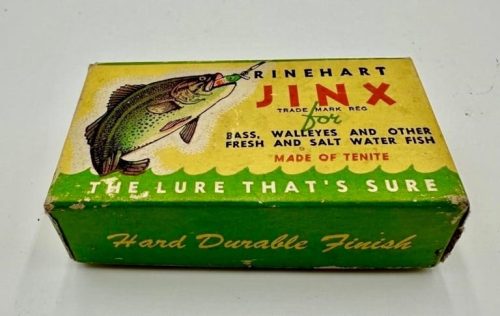 RINEHART
JINX
TRADE MARK REG
for
BASS, WALLEYES AND OTHER
FRESH AND SALT WATER FISH
MADE OF TENITE
THE LURE THAT'S SURE
Hard Durable Finish